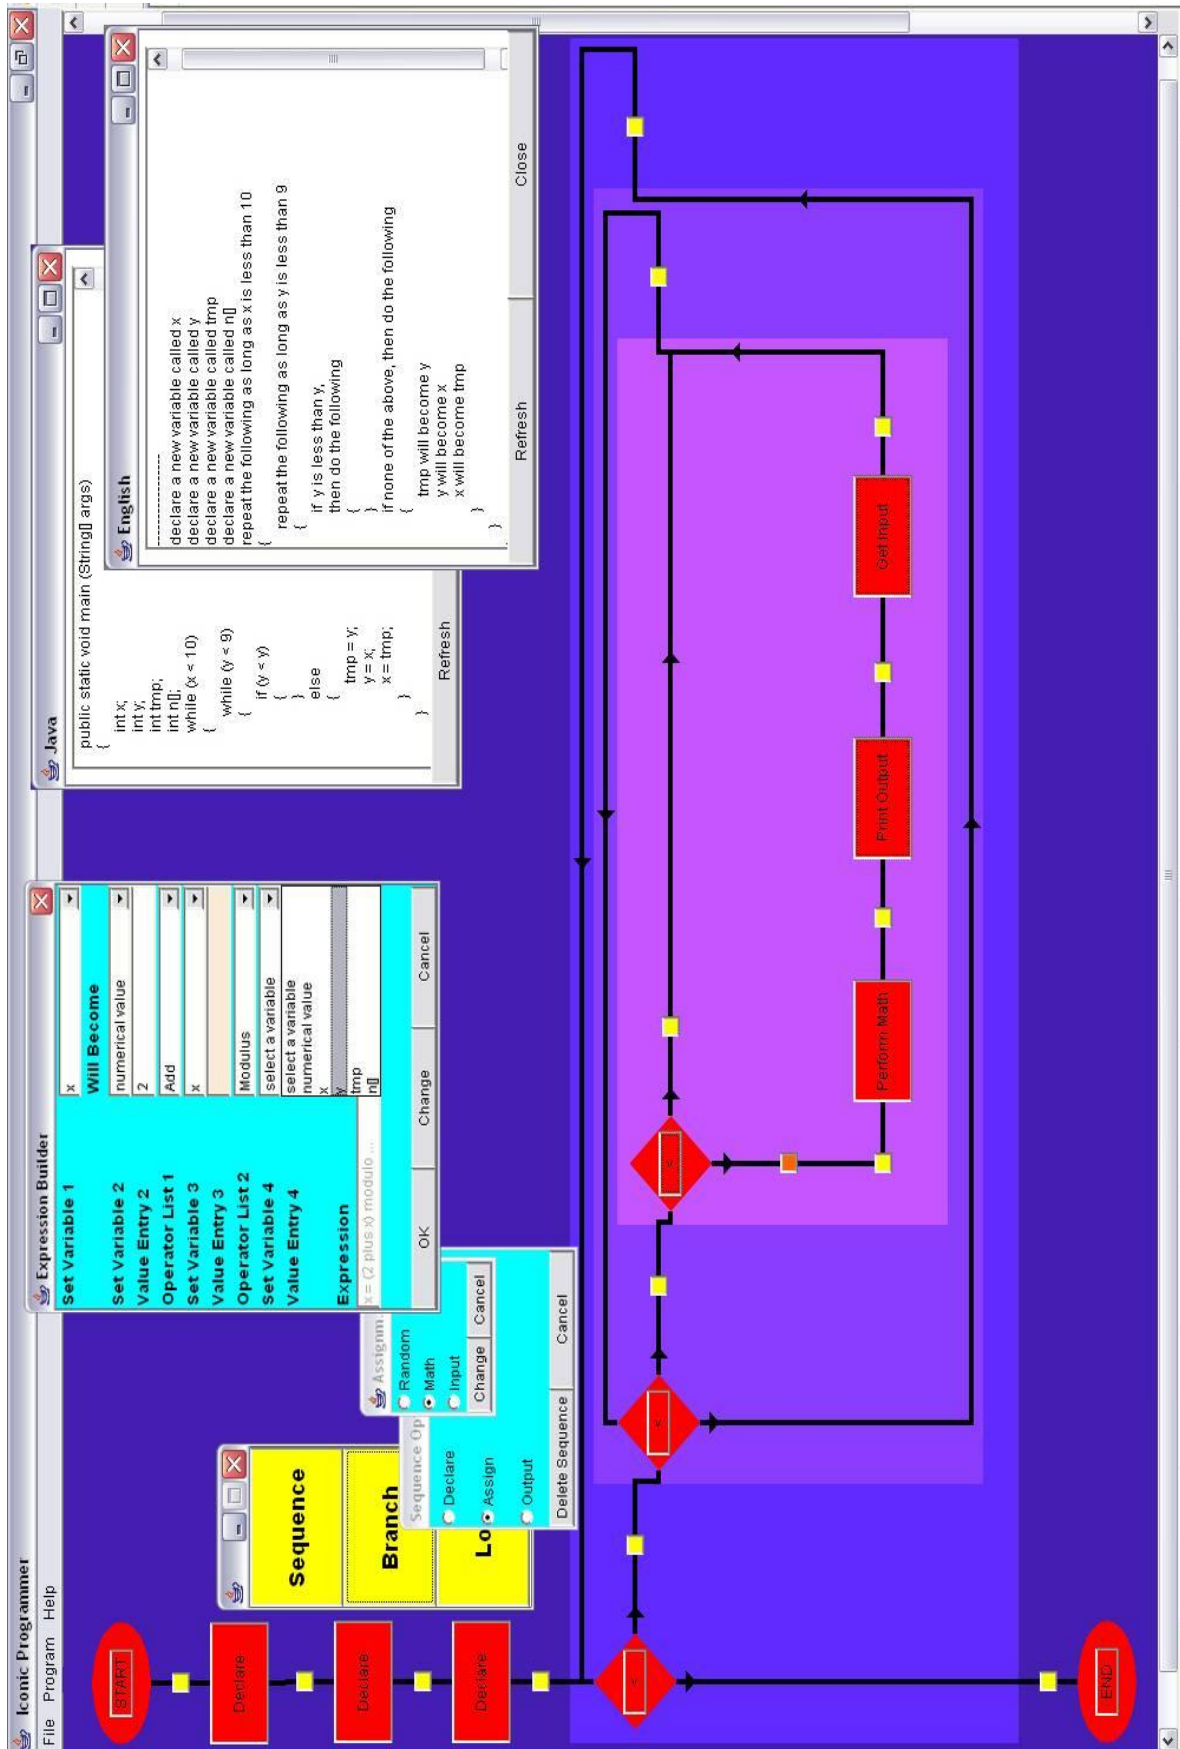 Iconic Programmer
File Program Help
START
Declare
Declare
Declare
<
END
Sequence
Branch
Lo
Sequence Op
Declare
Assign
Output
Delete Sequence
Cancel
Assignm...
Random
Math
Input
Change
Cancel
Expression Builder
Set Variable 1
x
Will Become
Set Variable 2
numerical value
Value Entry 2
2
Operator List 1
Add
Set Variable 3
x
Value Entry 3
Operator List 2
Modulus
Set Variable 4
select a variable
Value Entry 4
select a variable
numerical value
x
y
tmp
n[]
Expression
x = (2 plus x) modulo ...
OK
Change
Cancel
Java
public static void main (String[] args)
{
int x;
int y;
int tmp;
int n[];
while (x < 10)
{
while (y < 9)
{
if (y < y)
{
}
else
{
tmp = y;
y = x;
x = tmp;
}
}
Refresh
English
--------------------
declare a new variable called x
declare a new variable called y
declare a new variable called tmp
declare a new variable called n[]
repeat the following as long as x is less than 10
{
repeat the following as long as y is less than 9
{
if y is less than y,
then do the following
{
}
if none of the above, then do the following
{
tmp will become y
y will become x
x will become tmp
}
}
Refresh
Close
<
<
Perform Math
Print Output
Get Input